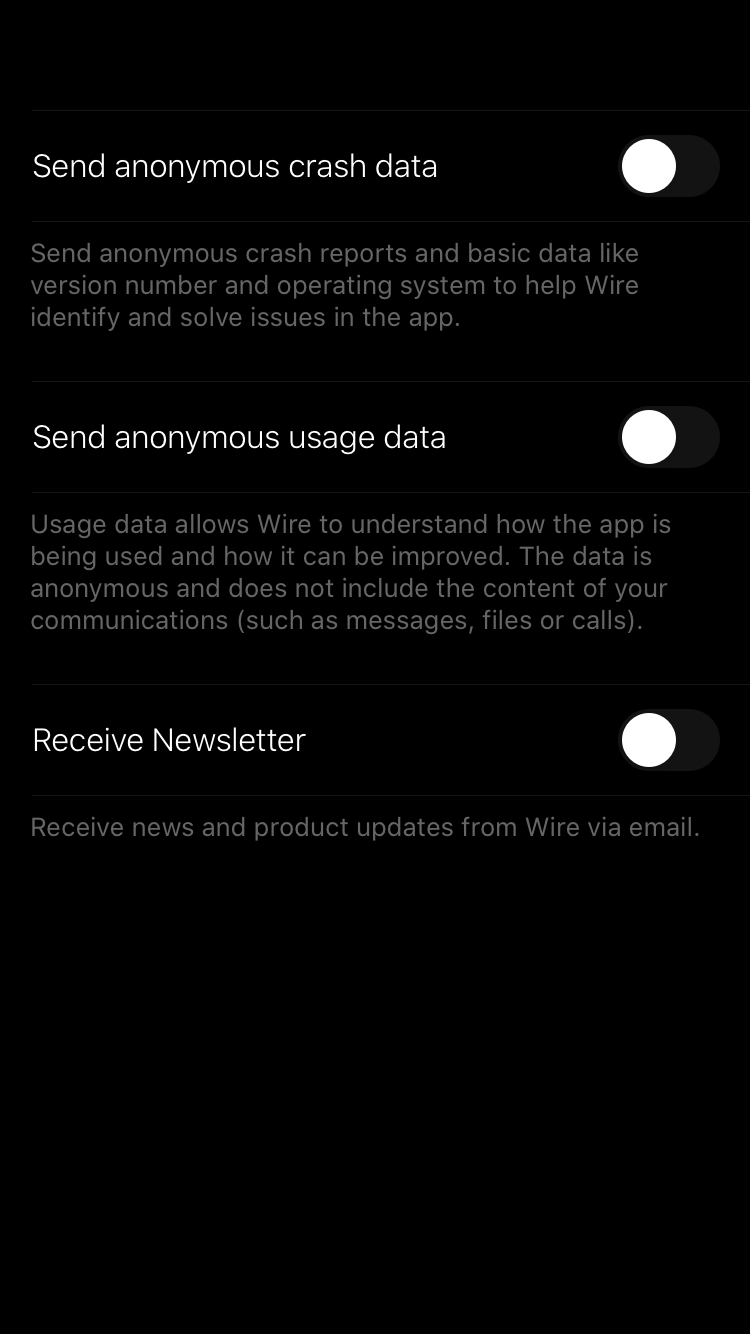 Send anonymous crash data
Send anonymous crash reports and basic data like
version number and operating system to help Wire
identify and solve issues in the app.
Send anonymous usage data
Usage data allows Wire to understand how the app is
being used and how it can be improved. The data is
anonymous and does not include the content of your
communications (such as messages, files or calls).
Receive Newsletter
Receive news and product updates from Wire via email.